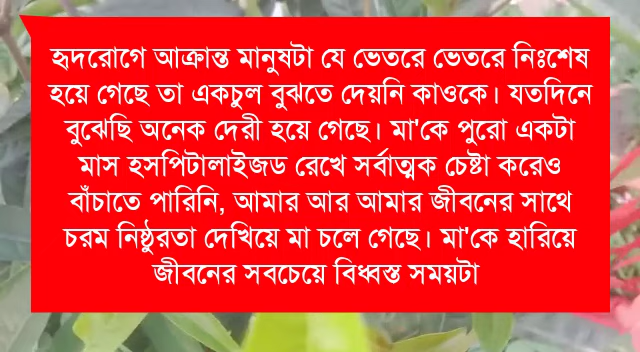 হৃদরোগে আক্রান্ত মানুষটা যে ভেতরে ভেতরে নিঃশেষ
হয়ে গেছে তা একচুল বুঝতে দেয়নি কাওকে। যতদিনে
বুঝেছি অনেক দেরী হয়ে গেছে। মা'কে পুরো একটা
মাস হসপিটালাইজড রেখে সর্বাত্মক চেষ্টা করেও
বাঁচাতে পারিনি, আমার আর আমার জীবনের সাথে
চরম নিষ্ঠুরতা দেখিয়ে মা চলে গেছে। মা'কে হারিয়ে
জীবনের সবচেয়ে বিধ্বস্ত সময়টা